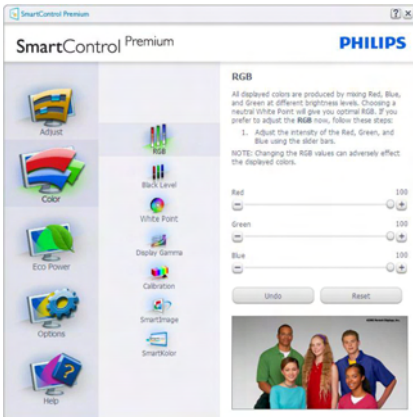 SmartControl Premium
SmartControl Premium
PHILIPS
Adjust
Color
Eco Power
Options
Help
RGB
Black Level
White Point
Display Gamma
Calibration
SmartImage
SmartKolor
RGB
All displayed colors are produced by mixing Red, Blue,
and Green at different brightness levels. Choosing a
neutral White Point will give you optimal RGB. If you
prefer to adjust the RGB now, follow these steps:
1. Adjust the intensity of the Red, Green, and
Blue using the slider bars.
NOTE: Changing the RGB values can adversely effect
the displayed colors.
Red 100
Green 100
Blue 100
Undo Reset